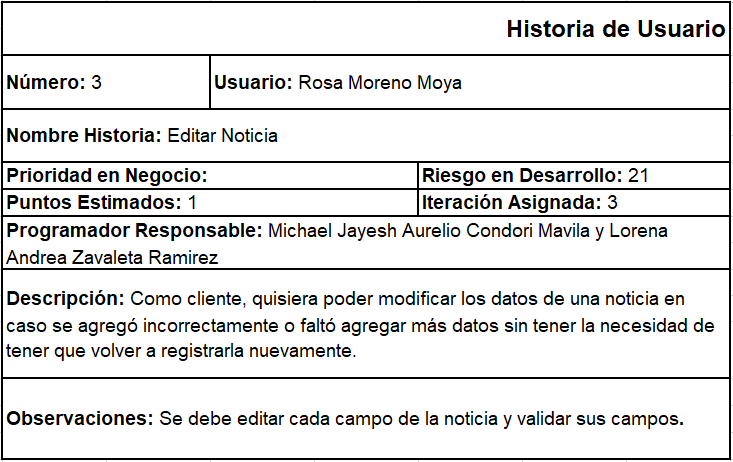 Historia de Usuario
Número: 3 Usuario: Rosa Moreno Moya
Nombre Historia: Editar Noticia
Prioridad en Negocio: Riesgo en Desarrollo: 21
Puntos Estimados: 1 Iteración Asignada: 3
Programador Responsable: Michael Jayesh Aurelio Condori Mavila y Lorena
Andrea Zavaleta Ramirez
Descripción: Como cliente, quisiera poder modificar los datos de una noticia en
caso se agregó incorrectamente o faltó agregar más datos sin tener la necesidad de
tener que volver a registrarla nuevamente.
Observaciones: Se debe editar cada campo de la noticia y validar sus campos.